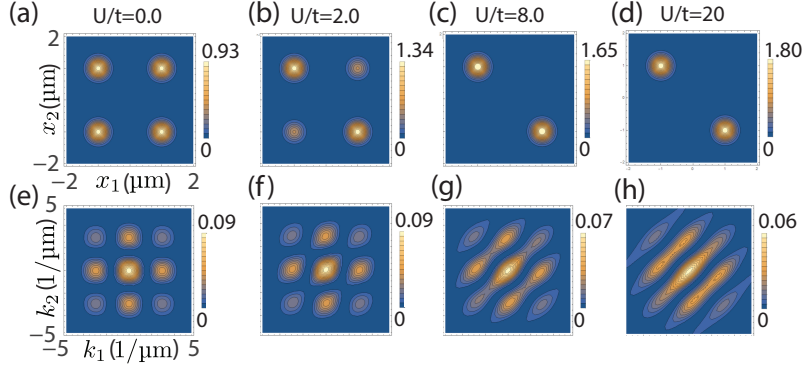 (a) U/t=0.0 (b) U/t=2.0 (c) U/t=8.0 (d) U/t=20
2 0.93 1.34 1.65 1.80
x₂(μm)
−2 0 0 0 0
−2 x₁(μm) 2
(e) (f) (g) (h)
5 0.09 0.09 0.07 0.06
k₂(1/μm)
−5 0 0 0 0
−5 k₁(1/μm) 5